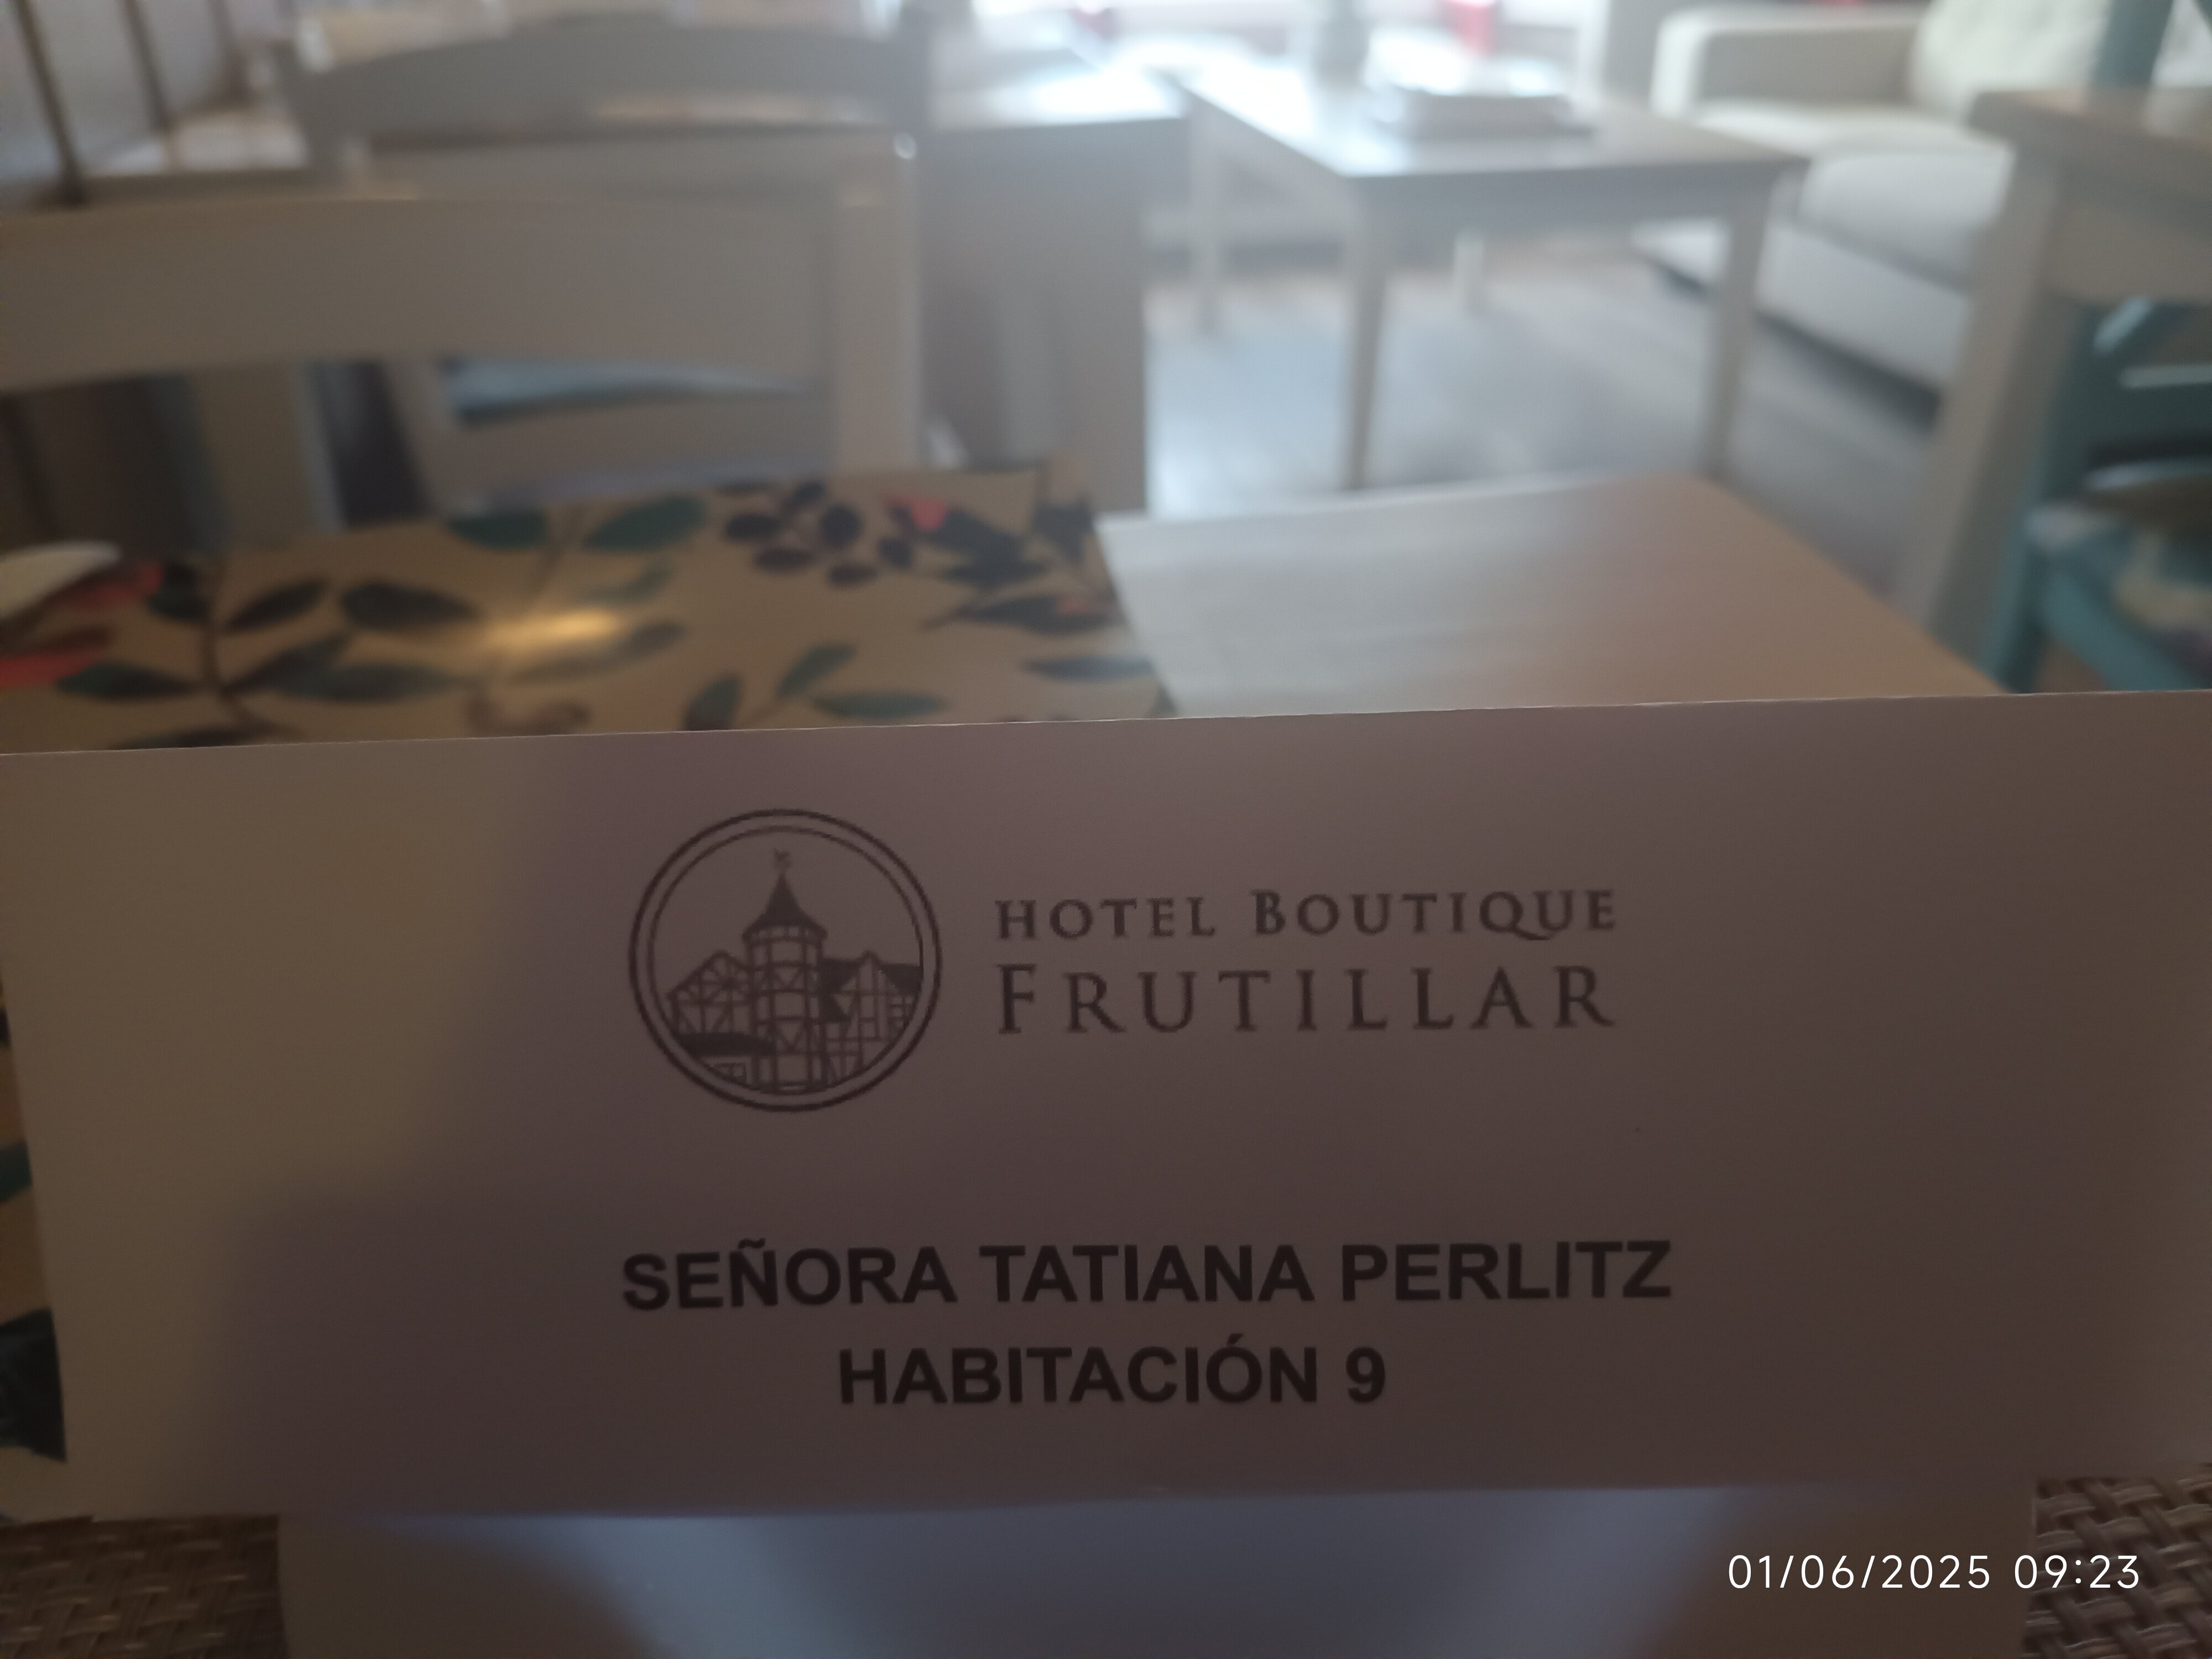 HOTEL BOUTIQUE
FRUTILLAR
SEÑORA TATIANA PERLITZ
HABITACIÓN 9
01/06/2025 09:23